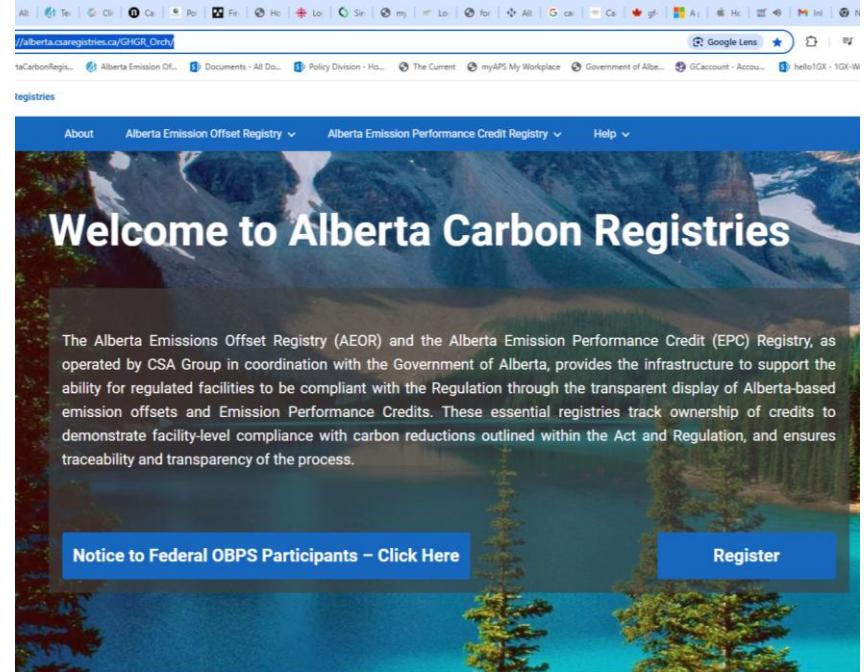 //alberta.csaregistries.ca/GHGR_Orch/
Google Lens
Alberta Emission Of...
Documents - All Do...
Policy Division - Ho...
The Current
myAPS My Workplace
Government of Albe...
GCaccount - Accou...
Registries
About Alberta Emission Offset Registry Alberta Emission Performance Credit Registry Help
Welcome to Alberta Carbon Registries
The Alberta Emissions Offset Registry (AEOR) and the Alberta Emission Performance Credit (EPC) Registry, as
operated by CSA Group in coordination with the Government of Alberta, provides the infrastructure to support the
ability for regulated facilities to be compliant with the Regulation through the transparent display of Alberta-based
emission offsets and Emission Performance Credits. These essential registries track ownership of credits to
demonstrate facility-level compliance with carbon reductions outlined within the Act and Regulation, and ensures
traceability and transparency of the process.
Notice to Federal OBPS Participants – Click Here
Register